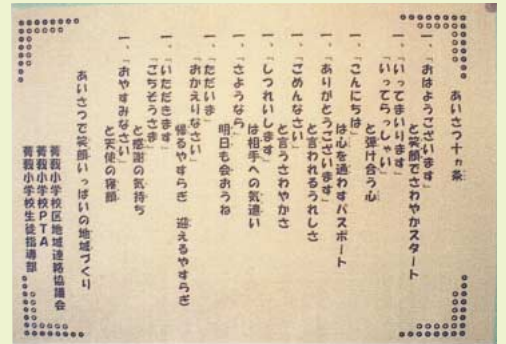 あいさつ十ヵ条
一、「おはようございます」
と笑顔でさわやかスタート
一、「いってまいります」
「いってらっしゃい」
と弾け合う心
一、「こんにちは」
は心を通わすパスポート
一、「ありがとうございます」
と言われるうれしさ
一、「ごめんなさい」
と言うさわやかさ
一、「しつれいします」
は相手への気遣い
一、「さようなら」
明日も会おうね
一、「ただいま」
「おかえりなさい」
帰るやすらぎ 迎えるやすらぎ
一、「いただきます」
「ごちそうさま」
と感謝の気持ち
一、「おやすみなさい」
と天使の寝顔
あいさつで笑顔いっぱいの地域づくり
小学校区地域連絡協議会
小学校PTA
小学校生徒指導部